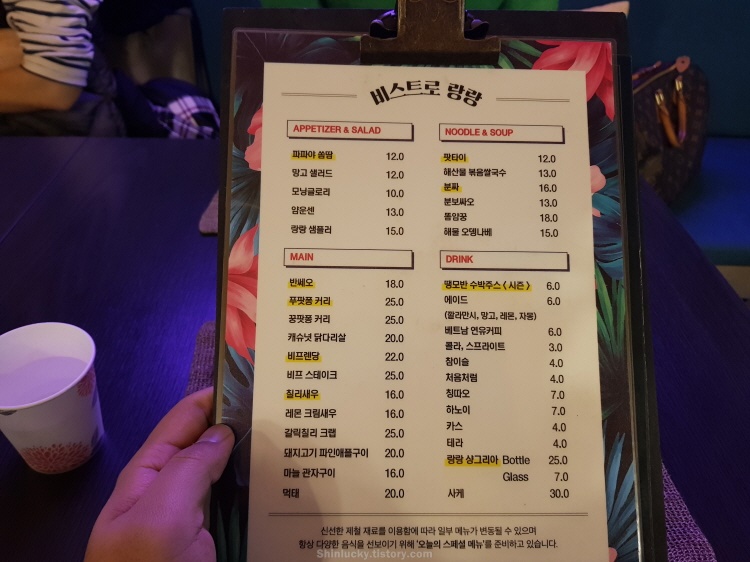 비스트로 랑랑
APPETIZER & SALAD
파파야 쏨땀 12.0
망고 샐러드 12.0
모닝글로리 10.0
얌운센 13.0
랑랑 샘플러 15.0
NOODLE & SOUP
팟타이 12.0
해산물 볶음쌀국수 13.0
분짜 16.0
분보싸오 13.0
똠얌꿍 18.0
해물 오뎅나베 15.0
MAIN
반쎄오 18.0
푸팟퐁 커리 25.0
꿍팟퐁 커리 25.0
캐슈넛 닭다리살 20.0
비프렌당 22.0
비프 스테이크 25.0
칠리새우 16.0
레몬 크림새우 16.0
갈릭칠리 크랩 25.0
돼지고기 파인애플구이 20.0
마늘 관자구이 16.0
먹태 20.0
DRINK
땡모반 수박주스 < 시즌 > 6.0
에이드 6.0
(깔라만시, 망고, 레몬, 자몽)
베트남 연유커피 6.0
콜라, 스프라이트 3.0
참이슬 4.0
처음처럼 4.0
칭따오 7.0
하노이 7.0
카스 4.0
테라 4.0
랑랑 상그리아 Bottle 25.0
Glass 7.0
사케 30.0
신선한 제철 재료를 이용함에 따라 일부 메뉴가 변동될 수 있으며
항상 다양한 음식을 선보이기 위해 '오늘의 스페셜 메뉴'를 준비하고 있습니다.
Shinlucky.tistory.com